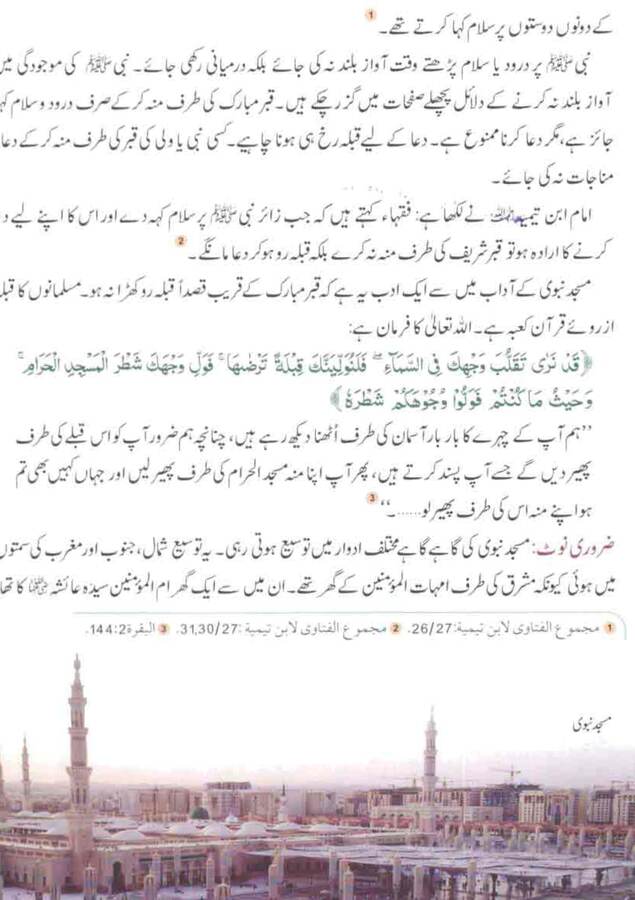 کے دونوں دوستوں پر سلام کہا کرتے تھے۔ 1
نبی ﷺ پر درود یا سلام پڑھتے وقت آواز بلند نہ کی جائے بلکہ درمیانی رکھی جائے۔ نبی ﷺ کی موجودگی میں
آواز بلند نہ کرنے کے دلائل پچھلے صفحات میں گزر چکے ہیں۔ قبر مبارک کی طرف منہ کر کے صرف درود و سلام کہ
جائز ہے، مگر دعا کرنا ممنوع ہے۔ دعا کے لیے قبلہ رخ ہی ہونا چاہیے۔ کسی نبی یا ولی کی قبر کی طرف منہ کر کے دعا
مناجات نہ کی جائے۔
امام ابن تیمیہ رحمۃ اللہ نے لکھا ہے: فقہاء کہتے ہیں کہ جب زائر نبی ﷺ پر سلام کہہ دے اور اس کا اپنے لیے د
کرنے کا ارادہ ہو تو قبر شریف کی طرف منہ نہ کرے بلکہ قبلہ رو ہو کر دعا مانگے۔ 2
مسجد نبوی کے آداب میں سے ایک ادب یہ ہے کہ قبر مبارک کے قریب قصداً قبلہ رو کھڑا نہ ہو۔ مسلمانوں کا قبلہ
ازروئے قرآن کعبہ ہے۔ اللہ تعالیٰ کا فرمان ہے:
﴿قَدْ نَرٰى تَقَلُّبَ وَجْهِكَ فِى السَّمَآءِ ۖ فَلَنُوَلِّيَنَّكَ قِبْلَةً تَرْضٰىهَا ۚ فَوَلِّ وَجْهَكَ شَطْرَ الْمَسْجِدِ الْحَرَامِ ۚ
وَحَيْثُ مَا كُنْتُمْ فَوَلُّوْا وُجُوْهَكُمْ شَطْرَهٗ﴾
’’ہم آپ کے چہرے کا بار بار آسمان کی طرف اُٹھنا دیکھ رہے ہیں، چنانچہ ہم ضرور آپ کو اس قبلے کی طرف
پھیر دیں گے جسے آپ پسند کرتے ہیں، پھر آپ اپنا منہ مسجد الحرام کی طرف پھیر لیں اور جہاں کہیں بھی تم
ہو اپنے منہ اس کی طرف پھیر لو......۔‘‘ 3
ضروری نوٹ: مسجد نبوی کی گاہے گاہے مختلف ادوار میں توسیع ہوتی رہی۔ یہ توسیع شمال، جنوب اور مغرب کی سمتوں
میں ہوئی کیونکہ مشرق کی طرف امہات المؤمنین کے گھر تھے۔ ان میں سے ایک گھر ام المؤمنین سیدہ عائشہ رضی اللہ عنہا کا تھا
1 مجموع الفتاوی لابن تیمیة: 26/27. 2 مجموع الفتاوی لابن تیمیة: 31,30/27. 3 البقرة 144:2.
مسجد نبوی